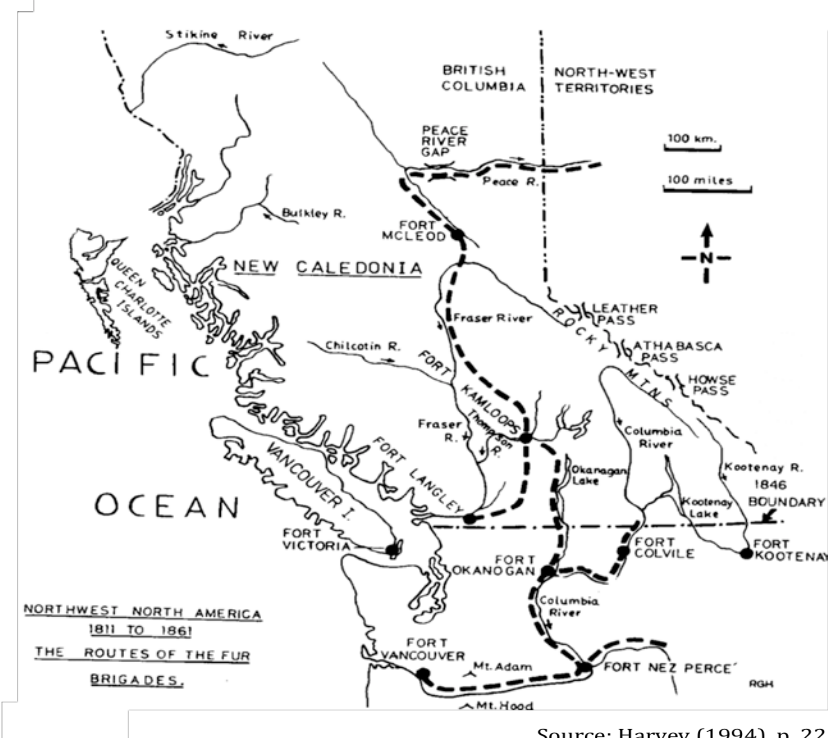 Stikine River
BRITISH
COLUMBIA
NORTH-WEST
TERRITORIES
100 km.
100 miles
PEACE
RIVER
GAP
Peace R.
Bulkley R.
FORT
MCLEOD
N
NEW CALEDONIA
QUEEN
CHARLOTTE
ISLANDS
LEATHER
PASS
ROCKY MTNS
Fraser River
ATHABASCA
PASS
PACIFIC
Chilcotin R.
HOWSE
PASS
FORT KAMLOOPS
Fraser
R.
Thompson
R.
Columbia
River
FORT LANGLEY
Okanagan
Lake
Kootenay R.
VANCOUVER I.
1846
BOUNDARY
Kootenay
Lake
OCEAN
FORT
VICTORIA
FORT
OKANOGAN
FORT
COLVILE
FORT
KOOTENAY
Columbia
River
NORTHWEST NORTH AMERICA
1811 TO 1861
THE ROUTES OF THE FUR
BRIGADES.
FORT
VANCOUVER
Mt. Adam
FORT NEZ PERCE'
RGH
Mt. Hood
Source: Harvey (1994), p. 22